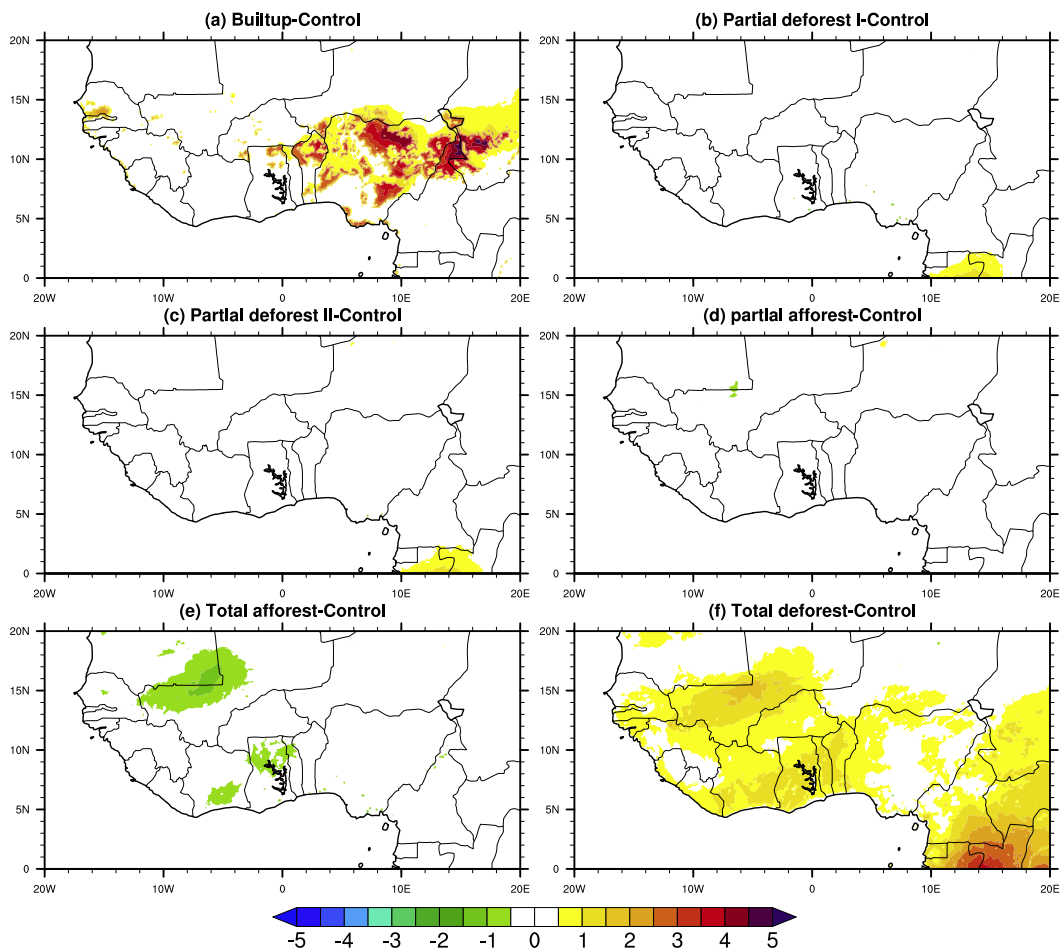 (a) Builtup-Control
(b) Partial deforest I-Control
20N 20N
15N 15N
10N 10N
5N 5N
0 0
20W 10W 0 10E 20E 20W 10W 0 10E 20E
(c) Partial deforest II-Control
(d) partial afforest-Control
20N 20N
15N 15N
10N 10N
5N 5N
0 0
20W 10W 0 10E 20E 20W 10W 0 10E 20E
(e) Total afforest-Control
(f) Total deforest-Control
20N 20N
15N 15N
10N 10N
5N 5N
0 0
20W 10W 0 10E 20E 20W 10W 0 10E 20E
-5 -4 -3 -2 -1 0 1 2 3 4 5